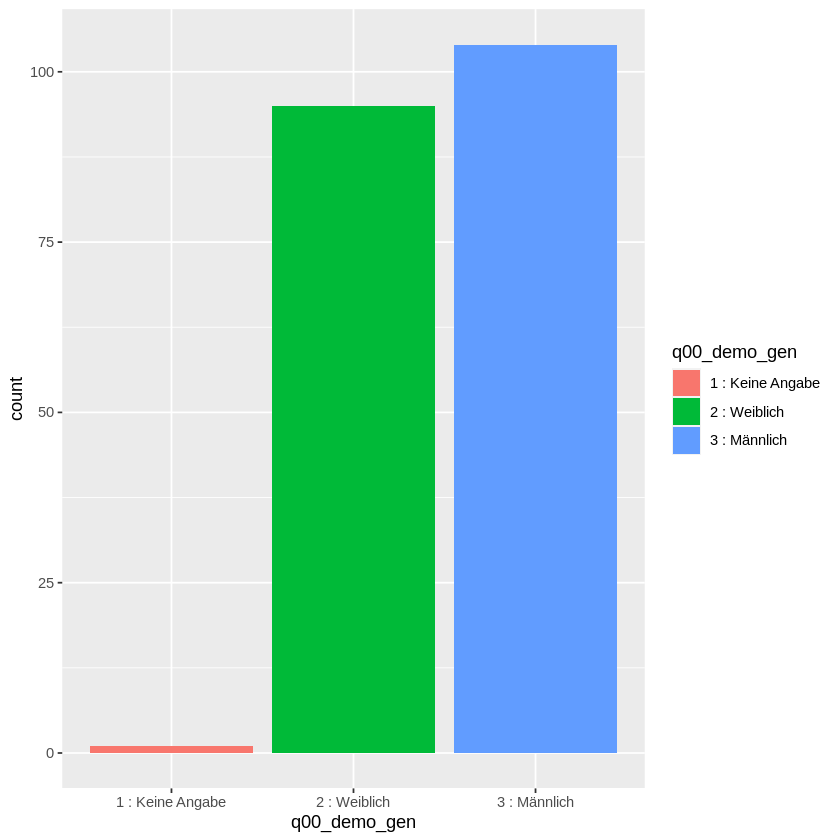 100
75
50
25
0
count
1 : Keine Angabe
2 : Weiblich
3 : Männlich
q00_demo_gen
q00_demo_gen
1 : Keine Angabe
2 : Weiblich
3 : Männlich